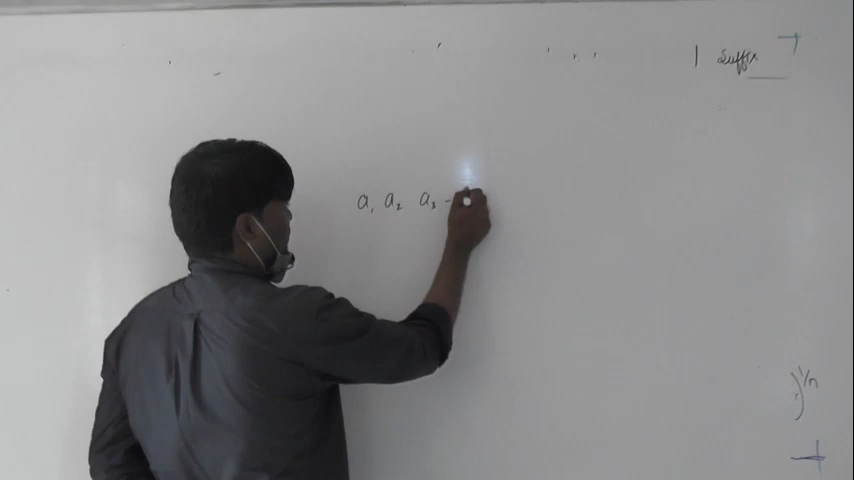 | Suffix
a₁ a₂ a₃ -
)^1/n